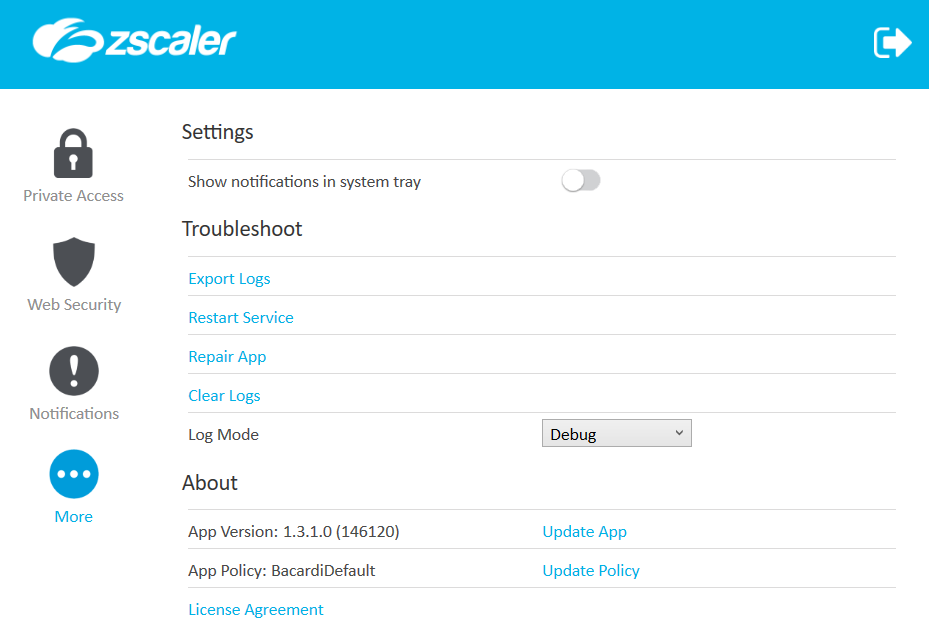 zscaler
Settings
Show notifications in system tray
Private Access
Troubleshoot
Export Logs
Web Security
Restart Service
Repair App
Clear Logs
Notifications
Log Mode Debug
About
More
App Version: 1.3.1.0 (146120) Update App
App Policy: BacardiDefault Update Policy
License Agreement